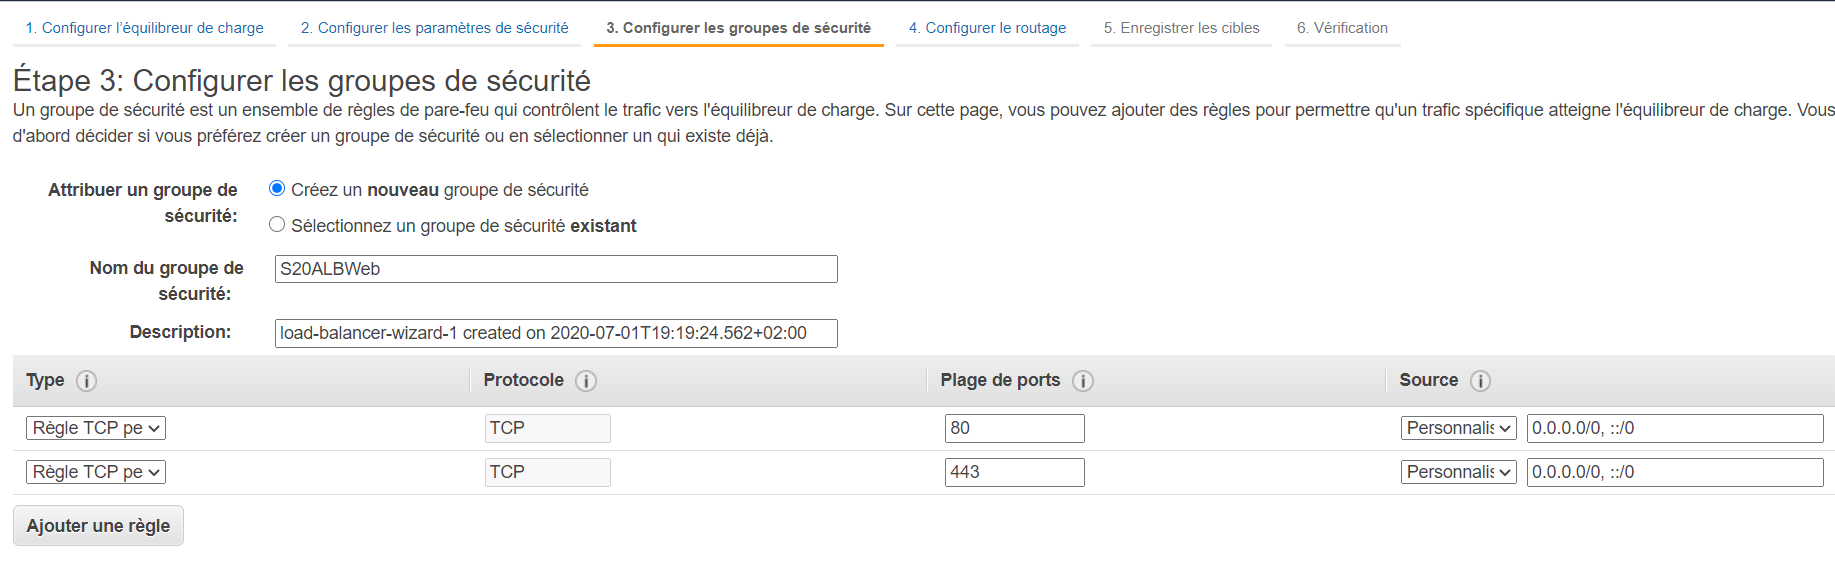 1. Configurer l'équilibreur de charge 2. Configurer les paramètres de sécurité 3. Configurer les groupes de sécurité 4. Configurer le routage 5. Enregistrer les cibles 6. Vérification
Étape 3: Configurer les groupes de sécurité
Un groupe de sécurité est un ensemble de règles de pare-feu qui contrôlent le trafic vers l'équilibreur de charge. Sur cette page, vous pouvez ajouter des règles pour permettre qu'un trafic spécifique atteigne l'équilibreur de charge. Vous
d'abord décider si vous préférez créer un groupe de sécurité ou en sélectionner un qui existe déjà.
Attribuer un groupe de sécurité: Créez un nouveau groupe de sécurité
Sélectionnez un groupe de sécurité existant
Nom du groupe de sécurité: S20ALBWeb
Description: load-balancer-wizard-1 created on 2020-07-01T19:19:24.562+02:00
Type Protocole Plage de ports Source
Règle TCP pe TCP 80 Personnalis 0.0.0.0/0, ::/0
Règle TCP pe TCP 443 Personnalis 0.0.0.0/0, ::/0
Ajouter une règle